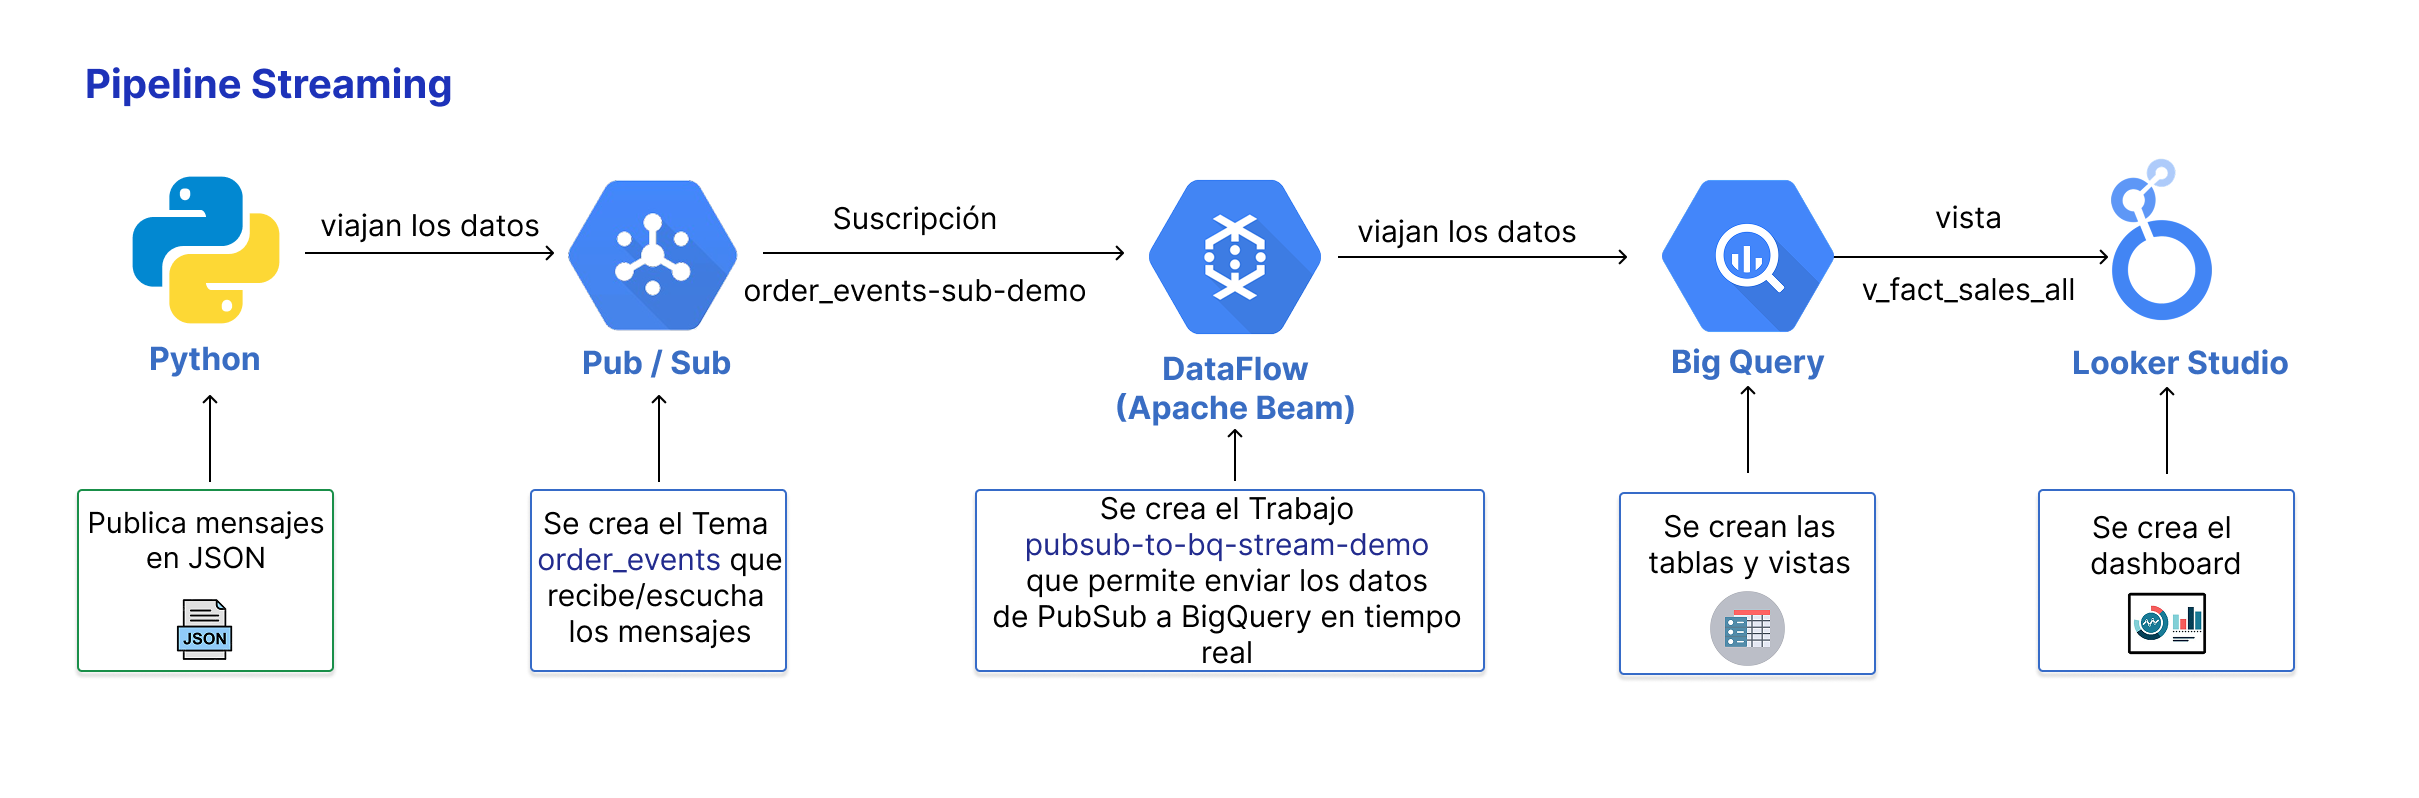 Pipeline Streaming
viajan los datos
Suscripción
order_events-sub-demo
viajan los datos
vista
v_fact_sales_all
Python
Pub / Sub
DataFlow
(Apache Beam)
Big Query
Looker Studio
Publica mensajes
en JSON
JSON
Se crea el Tema
order_events que
recibe/escucha
los mensajes
Se crea el Trabajo
pubsub-to-bq-stream-demo
que permite enviar los datos
de PubSub a BigQuery en tiempo
real
Se crean las
tablas y vistas
Se crea el
dashboard